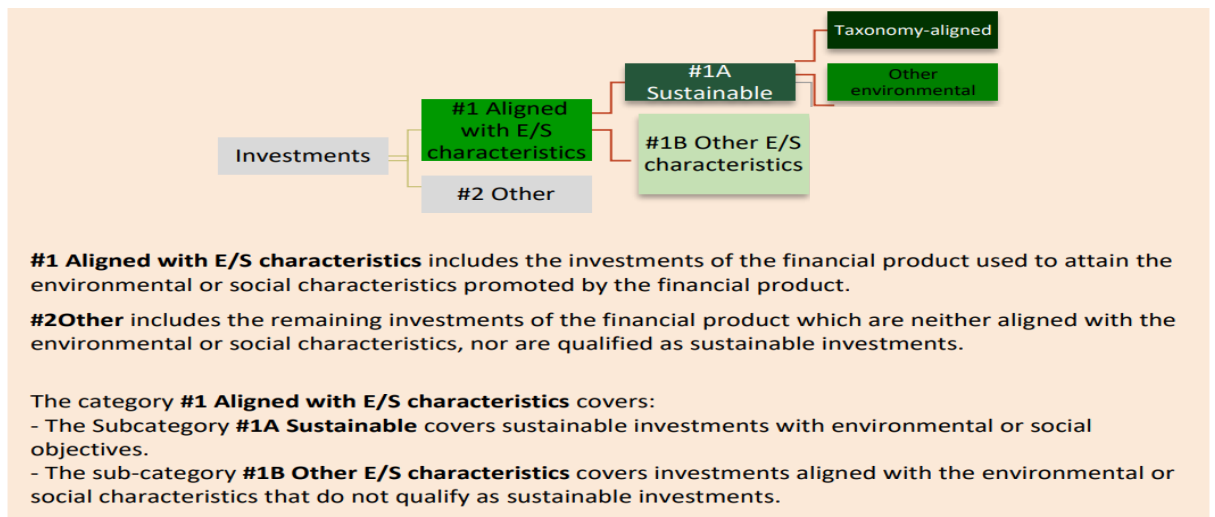 Taxonomy-aligned
#1A
Sustainable
Other
environmental
#1 Aligned
with E/S
characteristics
#1B Other E/S
characteristics
Investments
#2 Other
#1 Aligned with E/S characteristics includes the investments of the financial product used to attain the
environmental or social characteristics promoted by the financial product.
#2Other includes the remaining investments of the financial product which are neither aligned with the
environmental or social characteristics, nor are qualified as sustainable investments.
The category #1 Aligned with E/S characteristics covers:
- The Subcategory #1A Sustainable covers sustainable investments with environmental or social
objectives.
- The sub-category #1B Other E/S characteristics covers investments aligned with the environmental or
social characteristics that do not qualify as sustainable investments.